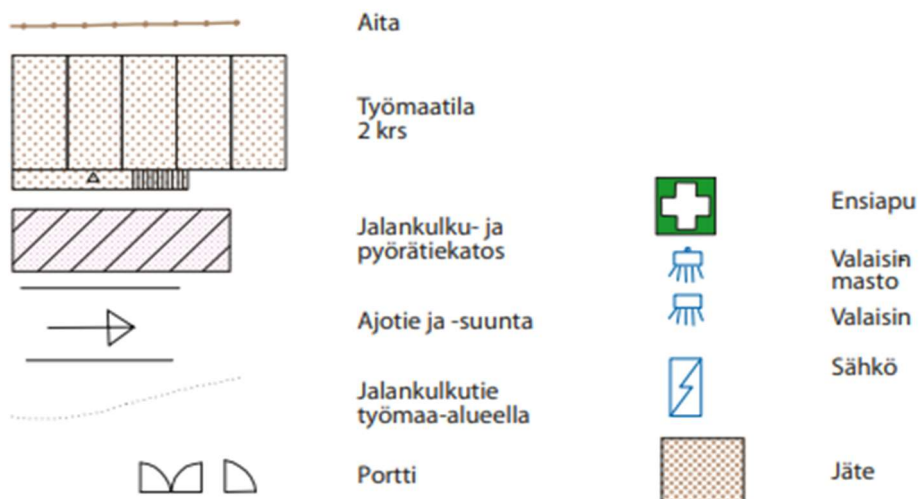 Aita
Työmaatila
2 krs
Jalankulku- ja
pyörätiekatos
Ajotie ja -suunta
Jalankulkutie
työmaa-alueella
Portti
Ensiapu
Valaisin-
masto
Valaisin
Sähkö
Jäte